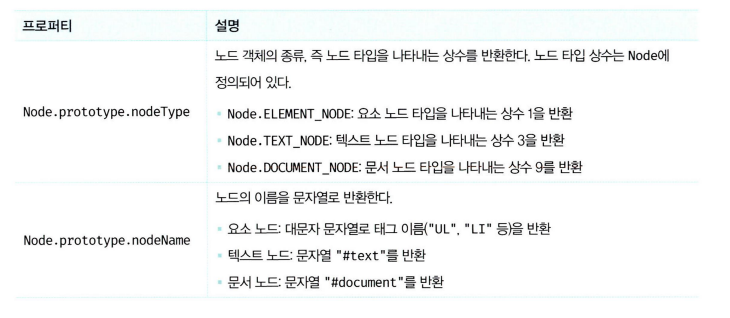 프로퍼티 설명
노드 객체의 종류, 즉 노드 타입을 나타내는 상수를 반환한다. 노드 타입 상수는 Node에
정의되어 있다.
Node.prototype.nodeType
▫ Node.ELEMENT_NODE: 요소 노드 타입을 나타내는 상수 1을 반환
▫ Node.TEXT_NODE: 텍스트 노드 타입을 나타내는 상수 3을 반환
▫ Node.DOCUMENT_NODE: 문서 노드 타입을 나타내는 상수 9를 반환
노드의 이름을 문자열로 반환한다.
▫ 요소 노드: 대문자 문자열로 태그 이름("UL", "LI" 등)을 반환
Node.prototype.nodeName
▫ 텍스트 노드: 문자열 "#text"를 반환
▫ 문서 노드: 문자열 "#document"를 반환